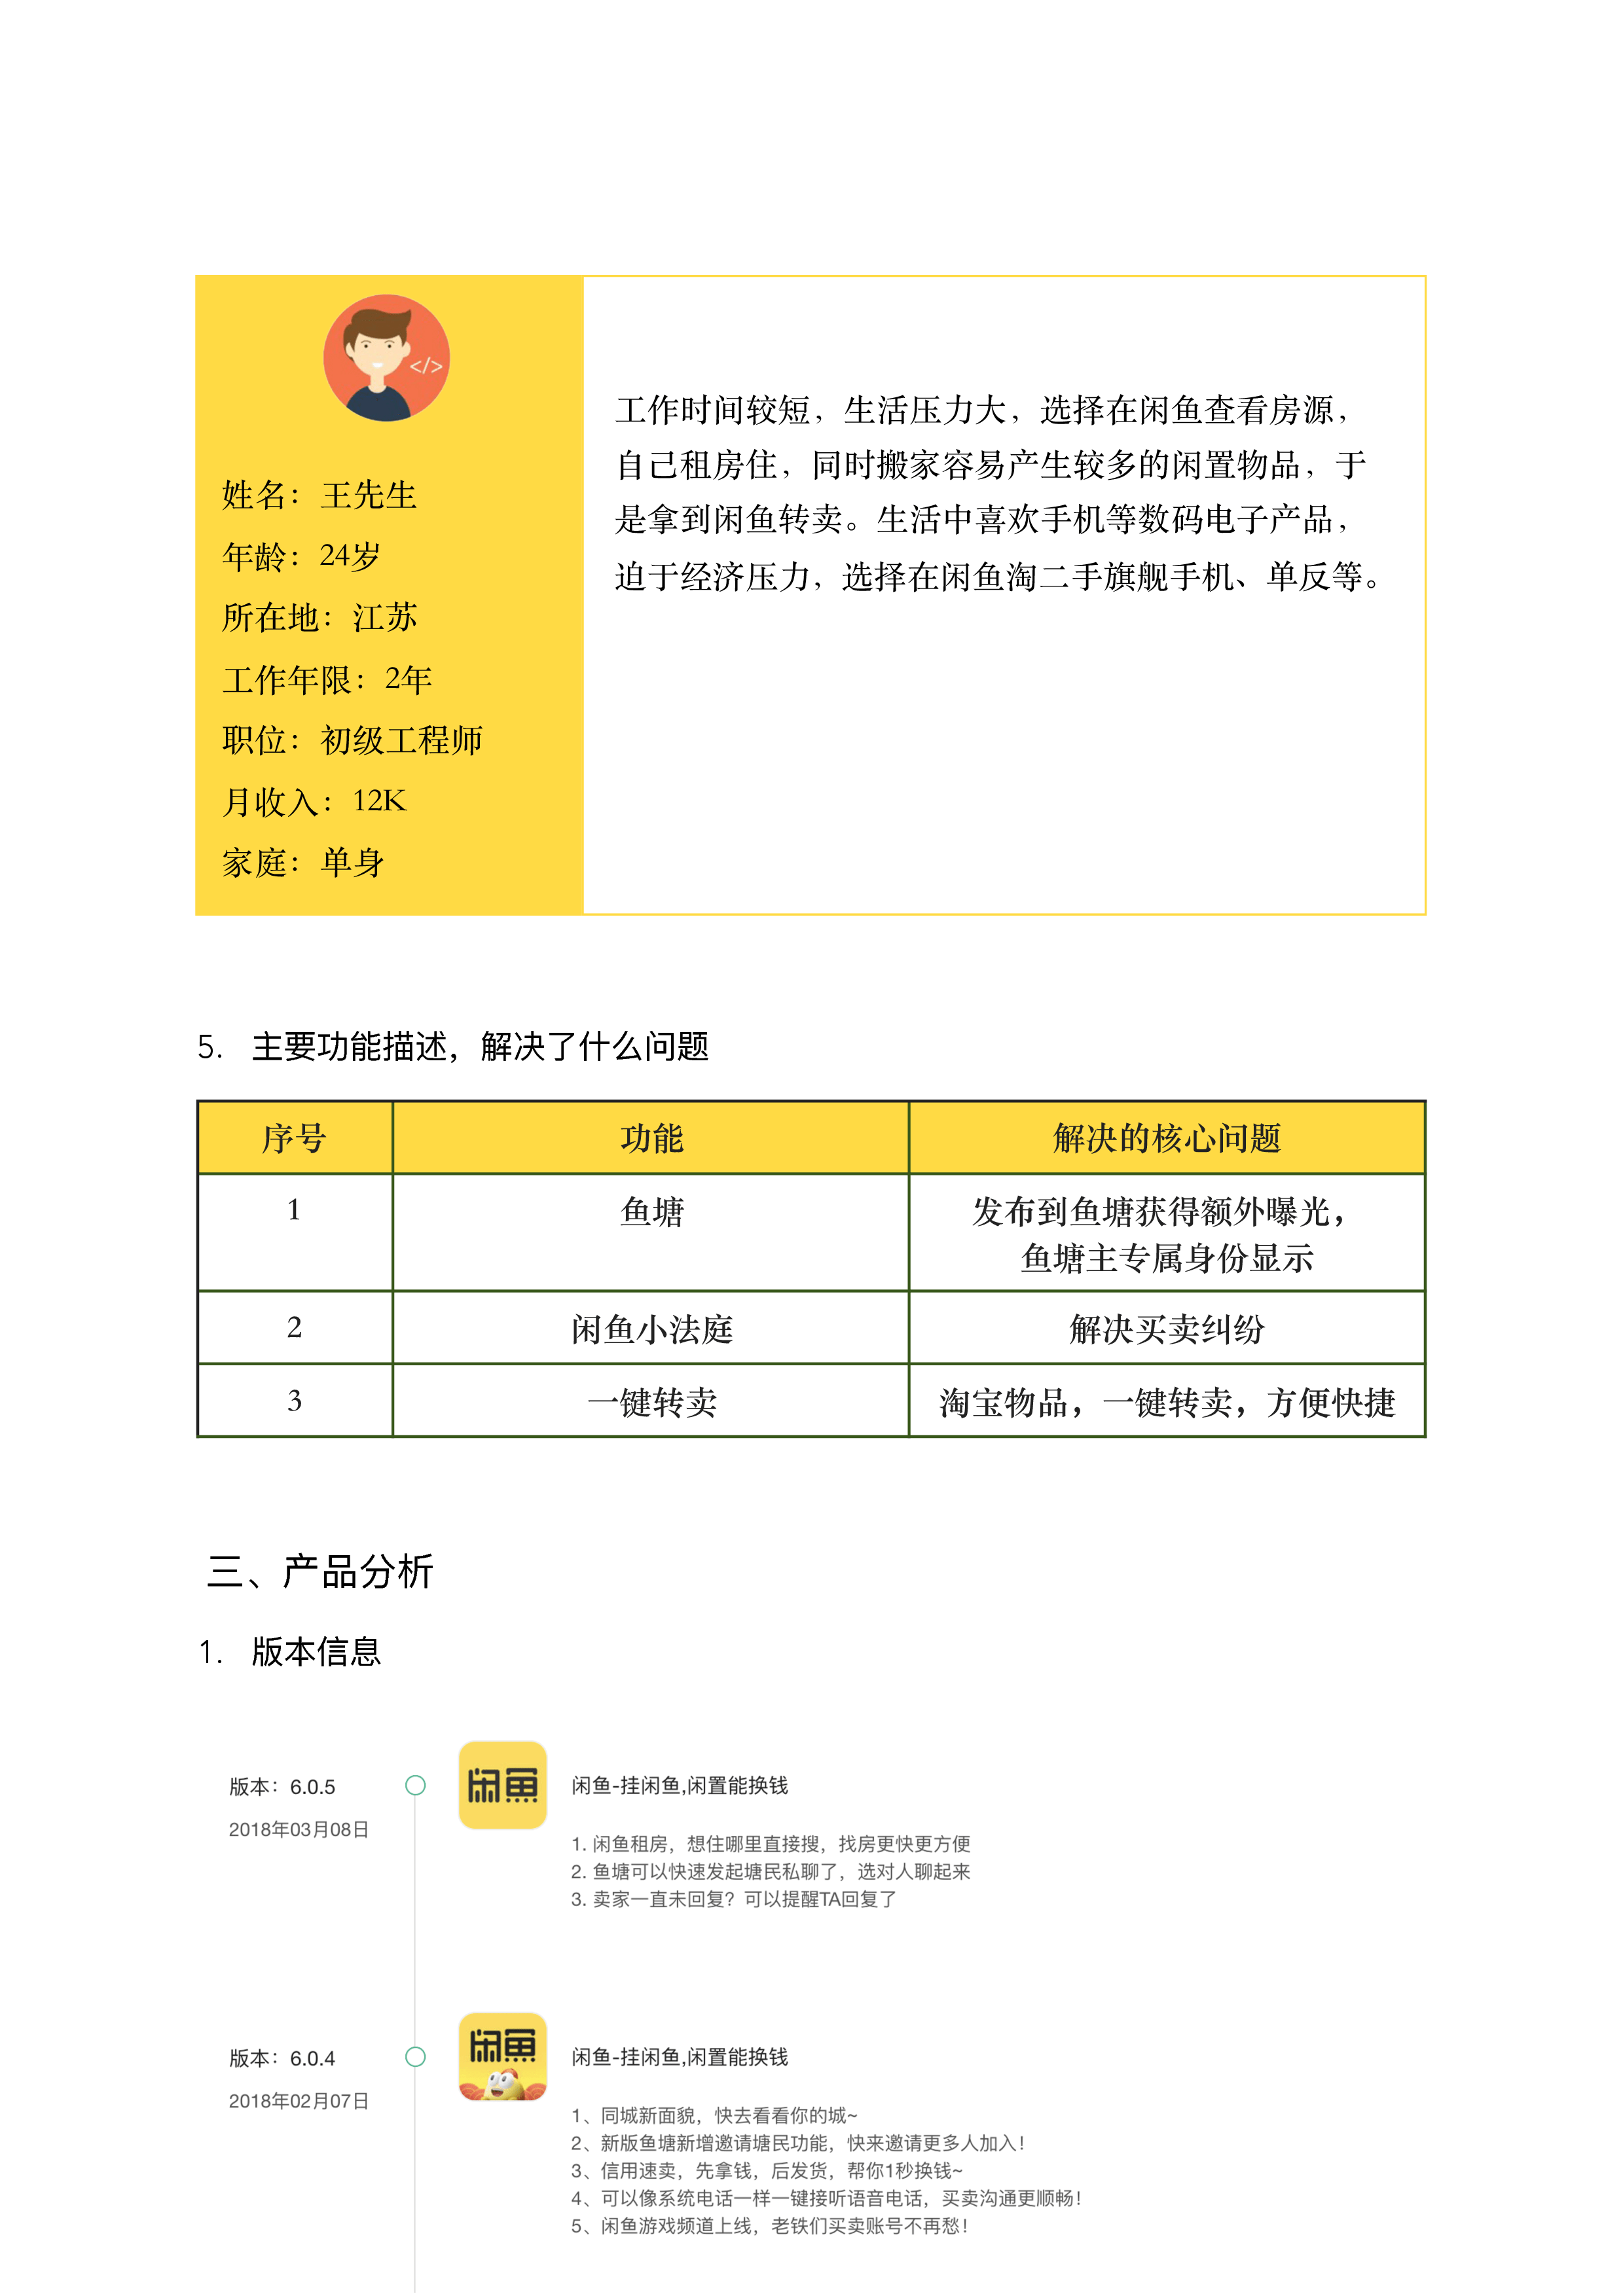 </>
姓名：王先生
年龄：24岁
所在地：江苏
工作年限：2年
职位：初级工程师
月收入：12K
家庭：单身
工作时间较短，生活压力大，选择在闲鱼查看房源，
自己租房住，同时搬家容易产生较多的闲置物品，于
是拿到闲鱼转卖。生活中喜欢手机等数码电子产品，
迫于经济压力，选择在闲鱼淘二手旗舰手机、单反等。
5. 主要功能描述，解决了什么问题
序号 功能 解决的核心问题
1 鱼塘 发布到鱼塘获得额外曝光，
鱼塘主专属身份显示
2 闲鱼小法庭 解决买卖纠纷
3 一键转卖 淘宝物品，一键转卖，方便快捷
三、产品分析
1. 版本信息
版本：6.0.5
2018年03月08日
闲鱼
闲鱼-挂闲鱼,闲置能换钱
1. 闲鱼租房，想住哪里直接搜，找房更快更方便
2. 鱼塘可以快速发起塘民私聊了，选对人聊起来
3. 卖家一直未回复？可以提醒TA回复了
版本：6.0.4
2018年02月07日
闲鱼
闲鱼-挂闲鱼,闲置能换钱
1、同城新面貌，快去看看你的城~
2、新版鱼塘新增邀请塘民功能，快来邀请更多人加入！
3、信用速卖，先拿钱，后发货，帮你1秒换钱~
4、可以像系统电话一样一键接听语音电话，买卖沟通更顺畅！
5、闲鱼游戏频道上线，老铁们买卖账号不再愁！